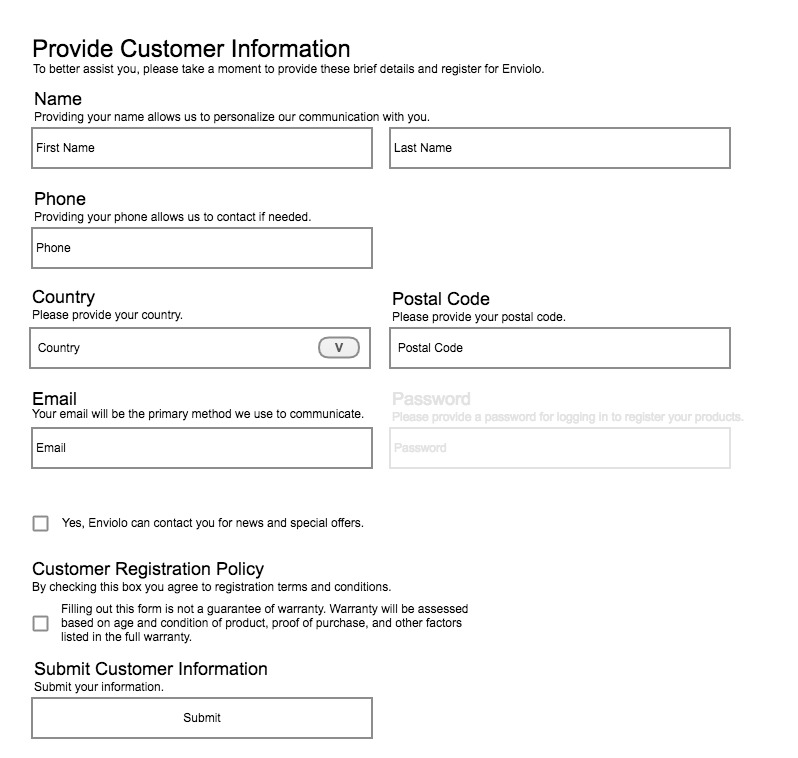 Provide Customer Information
To better assist you, please take a moment to provide these brief details and register for Enviolo.
Name
Providing your name allows us to personalize our communication with you.
First Name
Last Name
Phone
Providing your phone allows us to contact if needed.
Phone
Country
Please provide your country.
Country
V
Postal Code
Please provide your postal code.
Postal Code
Email
Your email will be the primary method we use to communicate.
Email
Password
Please provide a password for logging in to register your products.
Password
Yes, Enviolo can contact you for news and special offers.
Customer Registration Policy
By checking this box you agree to registration terms and conditions.
Filling out this form is not a guarantee of warranty. Warranty will be assessed
based on age and condition of product, proof of purchase, and other factors
listed in the full warranty.
Submit Customer Information
Submit your information.
Submit